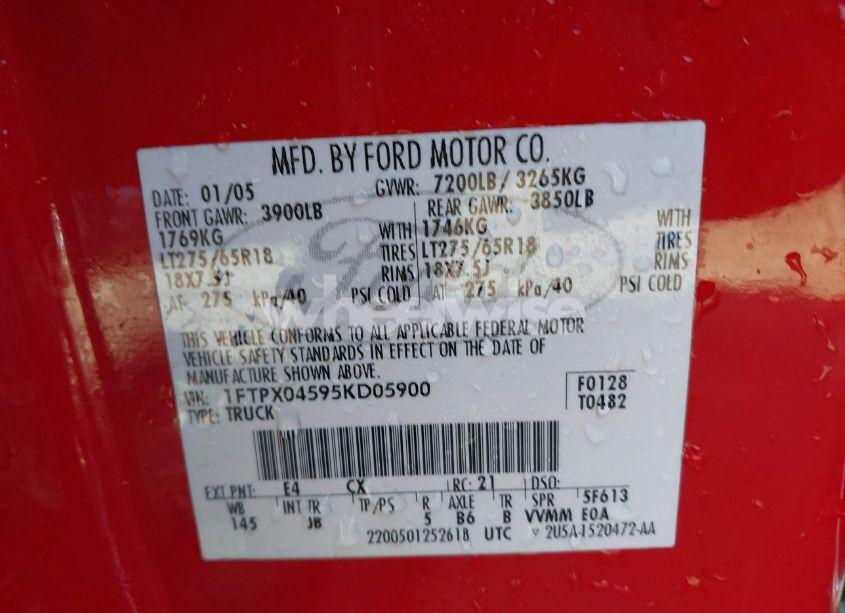 MFD. BY FORD MOTOR CO.
DATE: 01/05 GVWR: 7200LB/ 3265KG
FRONT GAWR: 3900LB REAR GAWR: 3850LB
1769KG WITH 1746KG WITH
LT275/65R18 TIRES LT275/65R18 TIRES
18X7.5J RIMS 18X7.5J RIMS
AT 275 kPa/40 PSI COLD AT 275 kPa/40 PSI COLD
wheelwise
THIS VEHICLE CONFORMS TO ALL APPLICABLE FEDERAL MOTOR
VEHICLE SAFETY STANDARDS IN EFFECT ON THE DATE OF
MANUFACTURE SHOWN ABOVE.
VIN: 1FTPX04595KD05900 F0128
TYPE: TRUCK T0482
EXT PNT: E4 CX RC: 21 DSO:
WB INT TR TP/PS R AXLE TR SPR 5F613
145 JB 5 B6 B VVMM E0A
2200501252618 UTC ▽ 2U5A-1520472-AA